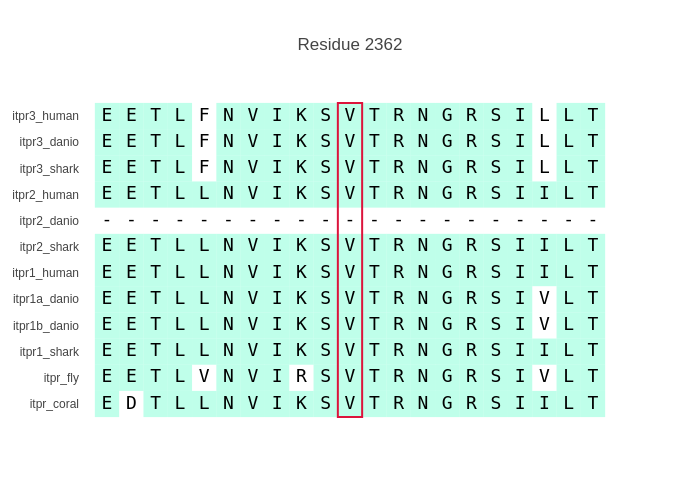 Residue 2362
itpr3_human E E T L F N V I K S V T R N G R S I L L T
itpr3_danio E E T L F N V I K S V T R N G R S I L L T
itpr3_shark E E T L F N V I K S V T R N G R S I L L T
itpr2_human E E T L L N V I K S V T R N G R S I I L T
itpr2_danio - - - - - - - - - - - - - - - - - - - - -
itpr2_shark E E T L L N V I K S V T R N G R S I I L T
itpr1_human E E T L L N V I K S V T R N G R S I I L T
itpr1a_danio E E T L L N V I K S V T R N G R S I V L T
itpr1b_danio E E T L L N V I K S V T R N G R S I V L T
itpr1_shark E E T L L N V I K S V T R N G R S I I L T
itpr_fly E E T L V N V I R S V T R N G R S I V L T
itpr_coral E D T L L N V I K S V T R N G R S I I L T